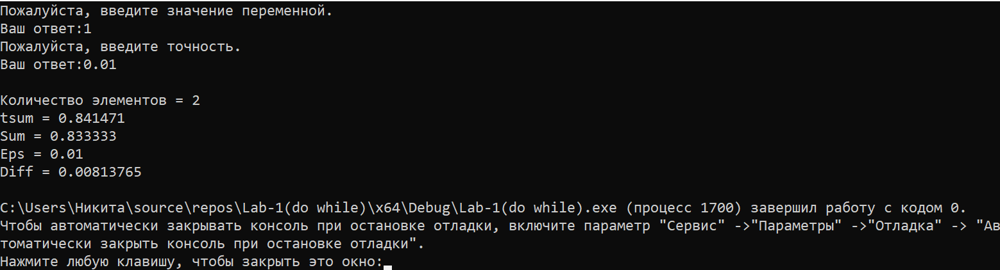 Пожалуйста, введите значение переменной.
Ваш ответ:1
Пожалуйста, введите точность.
Ваш ответ:0.01
Количество элементов = 2
tsum = 0.841471
Sum = 0.833333
Eps = 0.01
Diff = 0.00813765
C:\Users\Никита\source\repos\Lab-1(do while)\x64\Debug\Lab-1(do while).exe (процесс 1700) завершил работу с кодом 0.
Чтобы автоматически закрывать консоль при остановке отладки, включите параметр "Сервис" ->"Параметры" ->"Отладка" -> "Ав
томатически закрыть консоль при остановке отладки".
Нажмите любую клавишу, чтобы закрыть это окно: